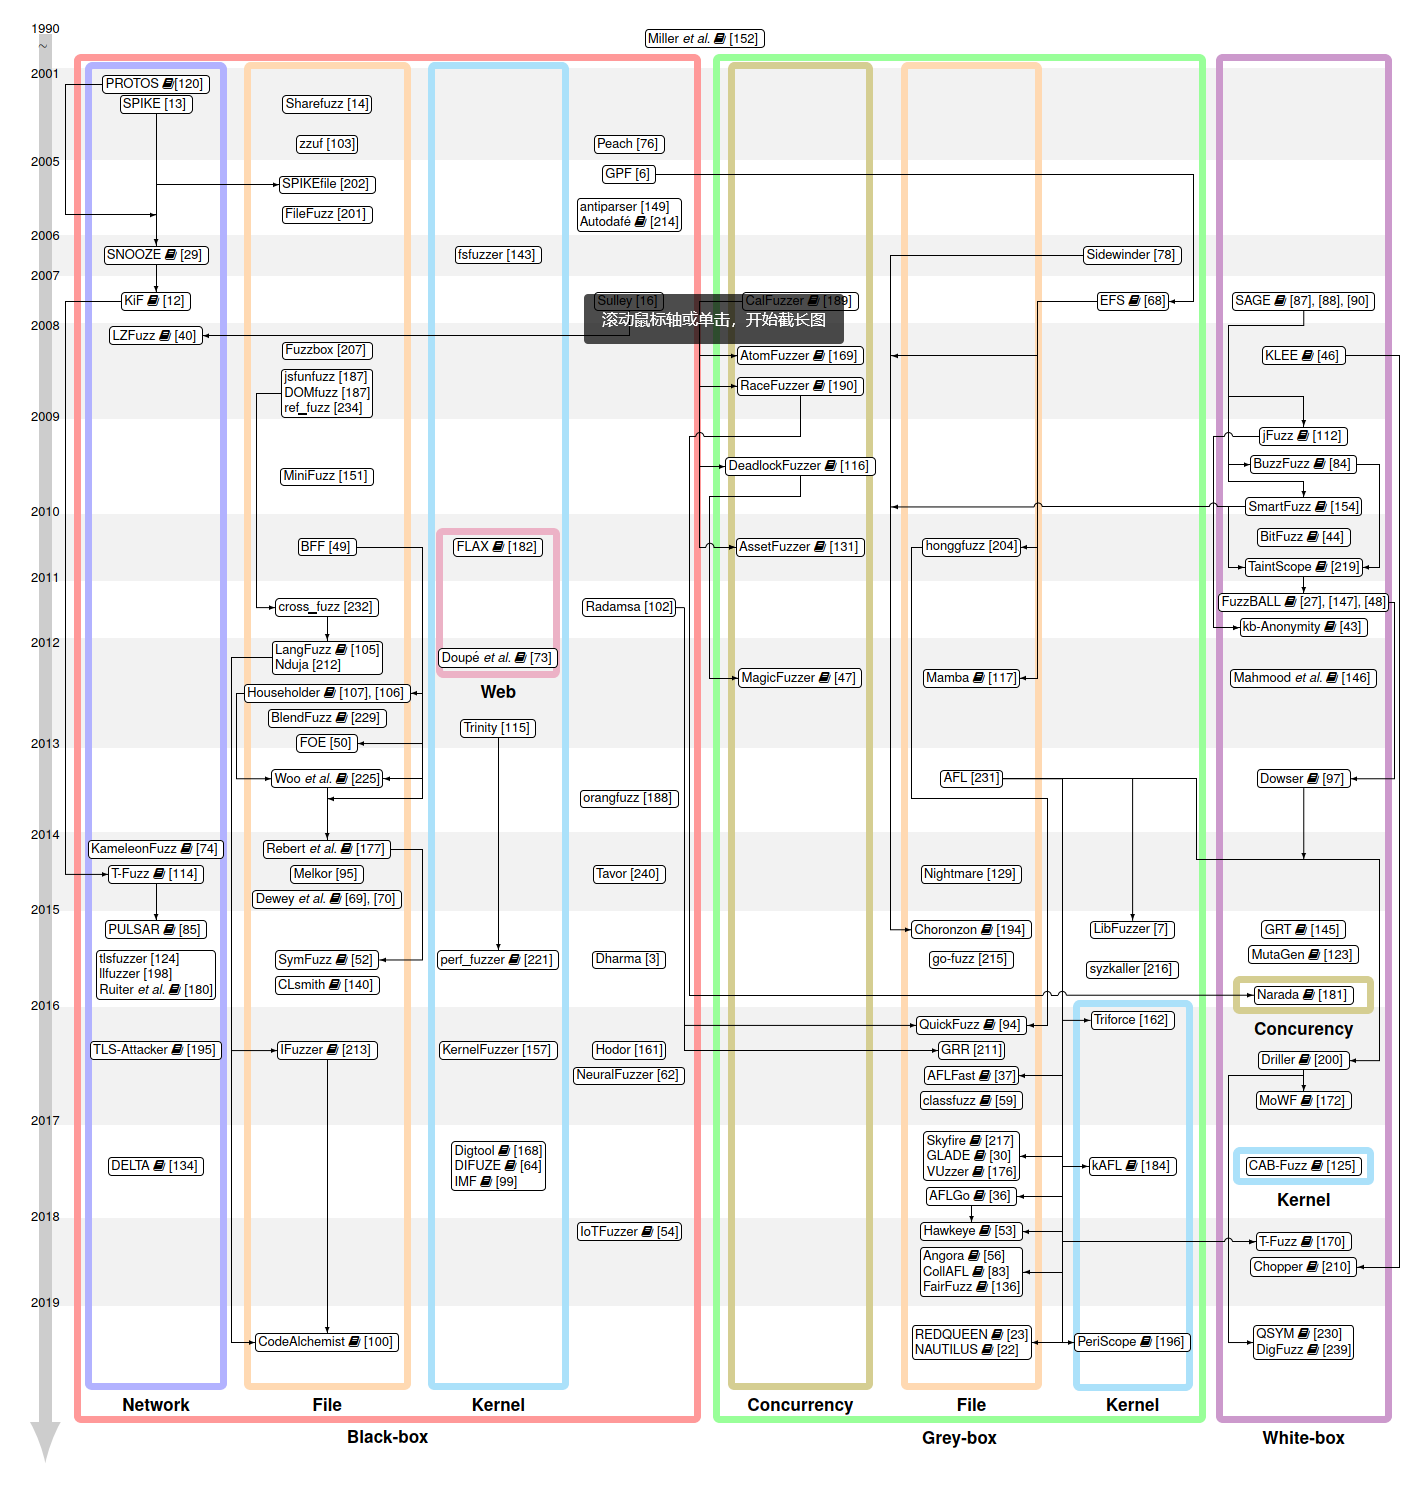 1990
~
Miller et al. [152]
2001
PROTOS [120]
SPIKE [13]
Sharefuzz [14]
zzuf [103]
Peach [76]
2005
GPF [6]
SPIKEfile [202]
FileFuzz [201]
antiparser [149]
Autodafé [214]
2006
SNOOZE [29]
fsfuzzer [143]
Sidewinder [78]
2007
KiF [12]
Sulley [16]
CalFuzzer [189]
EFS [68]
SAGE [87], [88], [90]
滚动鼠标轴或单击，开始截长图
2008
LZFuzz [40]
Fuzzbox [207]
AtomFuzzer [169]
KLEE [46]
jsfunfuzz [187]
DOMfuzz [187]
ref_fuzz [234]
RaceFuzzer [190]
2009
jFuzz [112]
MiniFuzz [151]
DeadlockFuzzer [116]
BuzzFuzz [84]
2010
SmartFuzz [154]
BitFuzz [44]
BFF [49]
FLAX [182]
AssetFuzzer [131]
honggfuzz [204]
TaintScope [219]
2011
cross_fuzz [232]
Radamsa [102]
FuzzBALL [27], [147], [48]
kb-Anonymity [43]
2012
LangFuzz [105]
Nduja [212]
Doupé et al. [73]
MagicFuzzer [47]
Mamba [117]
Mahmood et al. [146]
Householder [107], [106]
Web
BlendFuzz [229]
Trinity [115]
2013
FOE [50]
Woo et al. [225]
AFL [231]
Dowser [97]
orangfuzz [188]
2014
KameleonFuzz [74]
Rebert et al. [177]
T-Fuzz [114]
Melkor [95]
Tavor [240]
Nightmare [129]
Dewey et al. [69], [70]
2015
PULSAR [85]
Choronzon [194]
LibFuzzer [7]
GRT [145]
MutaGen [123]
tlsfuzzer [124]
llfuzzer [198]
Ruiter et al. [180]
SymFuzz [52]
perf_fuzzer [221]
Dharma [3]
go-fuzz [215]
syzkaller [216]
CLsmith [140]
Narada [181]
2016
Concurency
QuickFuzz [94]
Triforce [162]
TLS-Attacker [195]
IFuzzer [213]
KernelFuzzer [157]
Hodor [161]
GRR [211]
Driller [200]
NeuralFuzzer [62]
AFLFast [37]
classfuzz [59]
MoWF [172]
2017
DELTA [134]
Digtool [168]
DIFUZE [64]
IMF [99]
Skyfire [217]
GLADE [30]
VUzzer [176]
kAFL [184]
CAB-Fuzz [125]
AFLGo [36]
Kernel
2018
IoTFuzzer [54]
Hawkeye [53]
T-Fuzz [170]
Angora [56]
CollAFL [83]
FairFuzz [136]
Chopper [210]
2019
CodeAlchemist [100]
REDQUEEN [23]
NAUTILUS [22]
PeriScope [196]
QSYM [230]
DigFuzz [239]
Network
File
Kernel
Concurrency
File
Kernel
Black-box
Grey-box
White-box